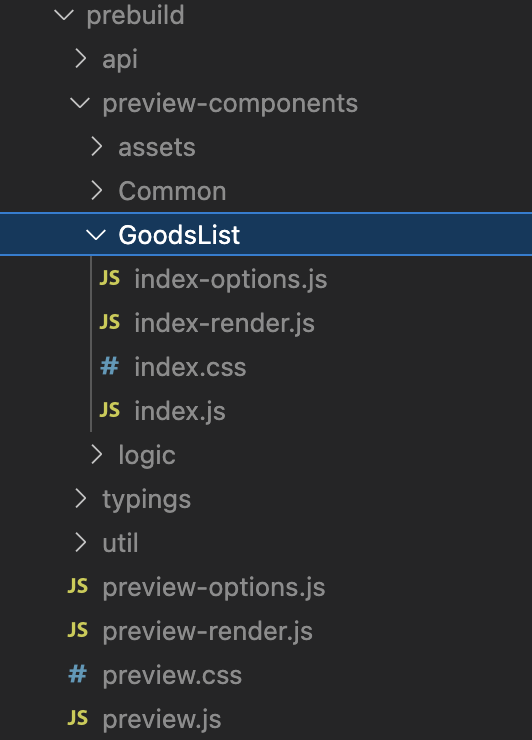 prebuild
api
preview-components
assets
Common
GoodsList
JS index-options.js
JS index-render.js
# index.css
JS index.js
logic
typings
util
JS preview-options.js
JS preview-render.js
# preview.css
JS preview.js